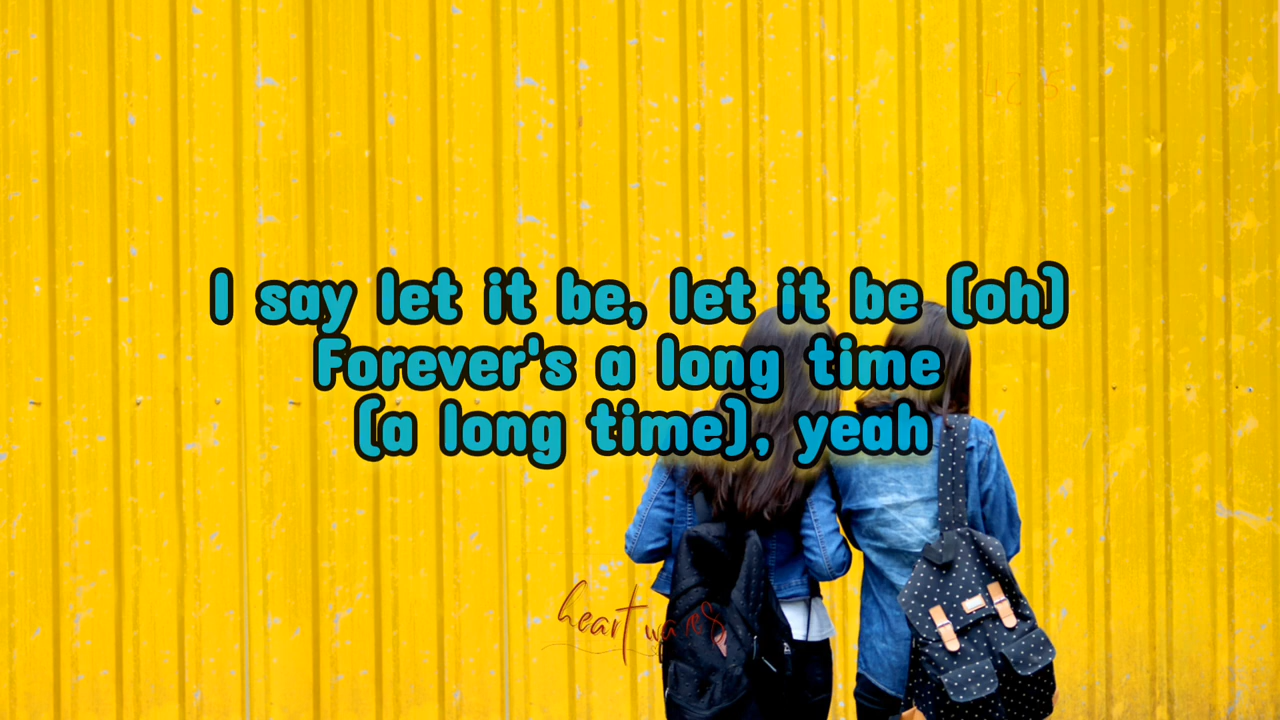 I say let it be, let it be (oh)
Forever's a long time
(a long time), yeah
heart waves